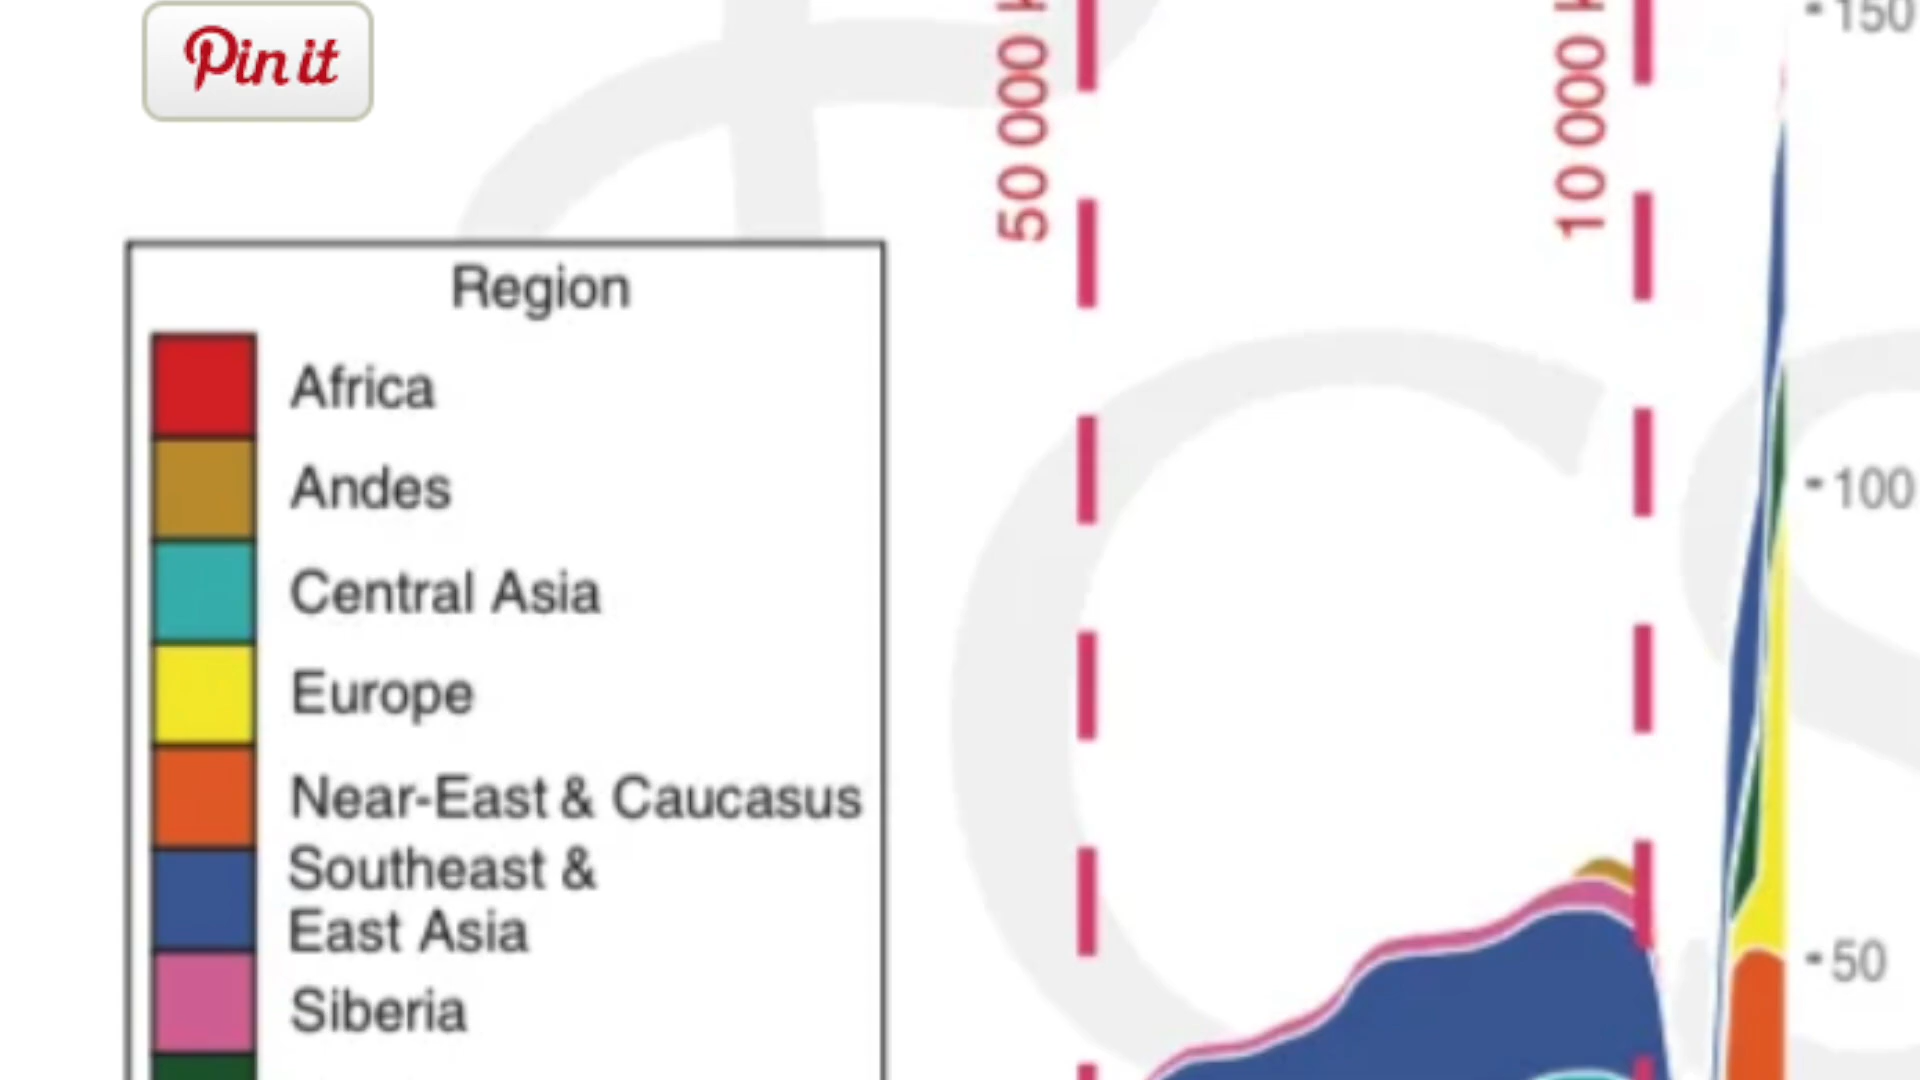 Pin it
50 000
10 000
150
100
50
Region
Africa
Andes
Central Asia
Europe
Near-East & Caucasus
Southeast &
East Asia
Siberia